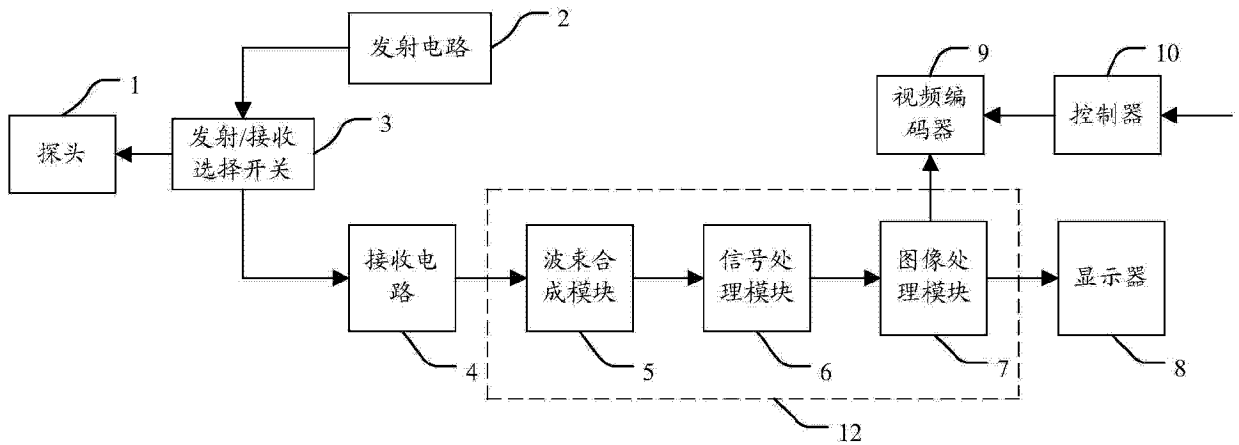 2
发射电路
1
探头
发射/接收
选择开关
3
9
视频编
码器
10
控制器
接收电
路
4
波束合
成模块
5
信号处
理模块
6
图像处
理模块
7
显示器
8
12